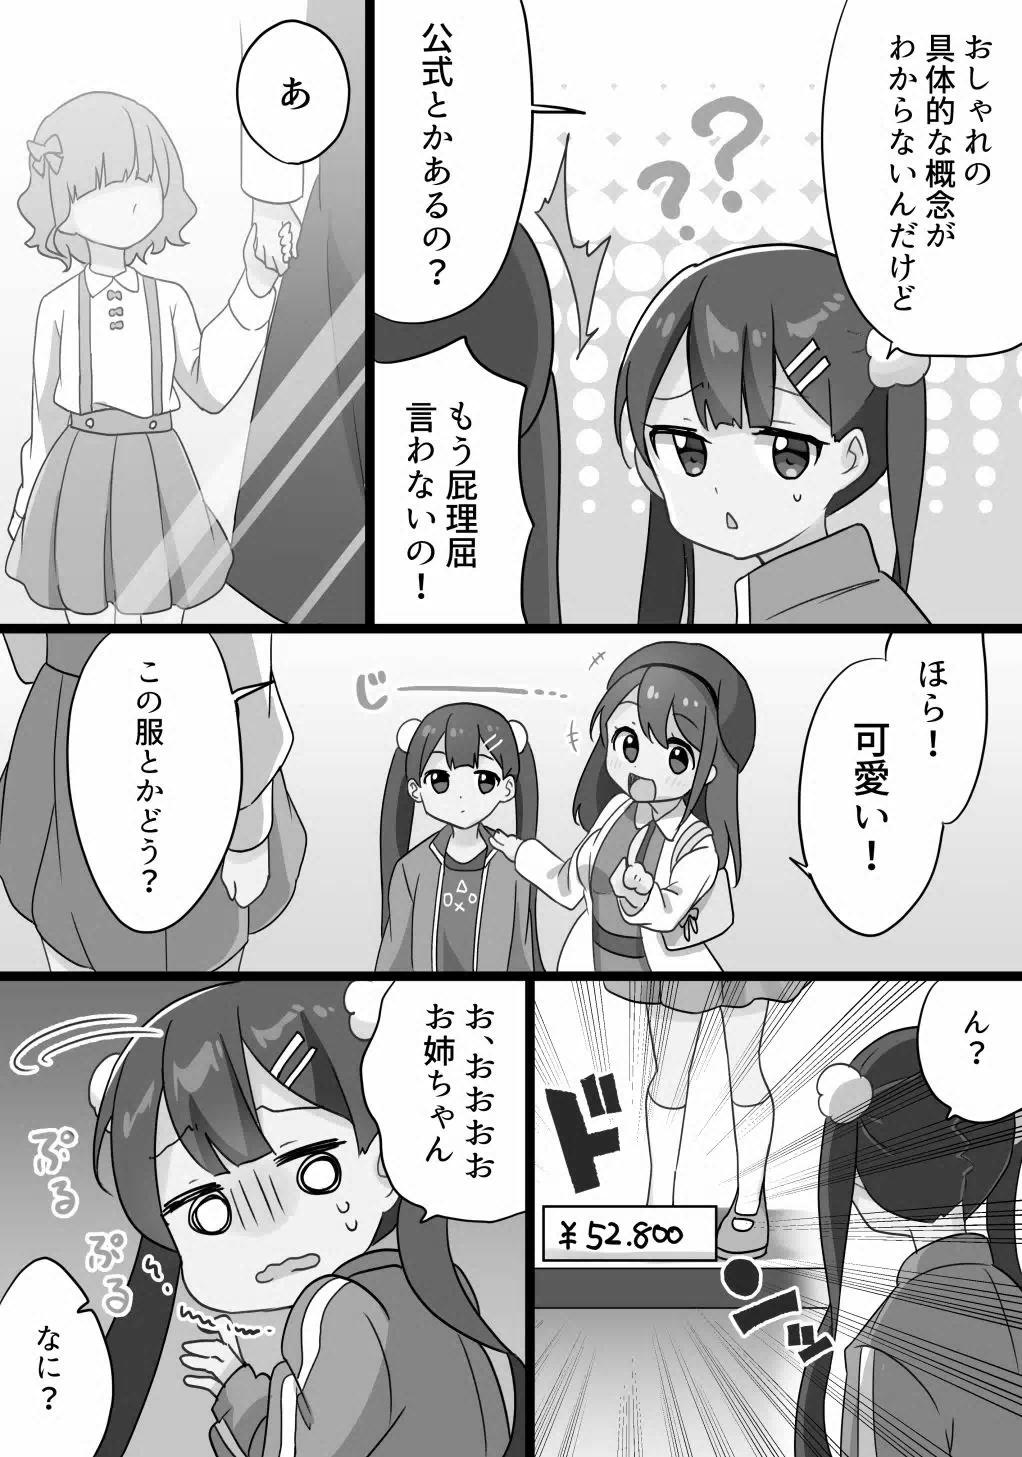 おしゃれの
具体的な概念が
わからないんだけど
公式とかあるの？
もう屁理屈
言わないの！
あ
ほら！
可愛い！
じー…
この服とかどう？
ん？
ドーンッ
¥52.800
お、おおおお
お姉ちゃん
ぷる
ぷる
なに？